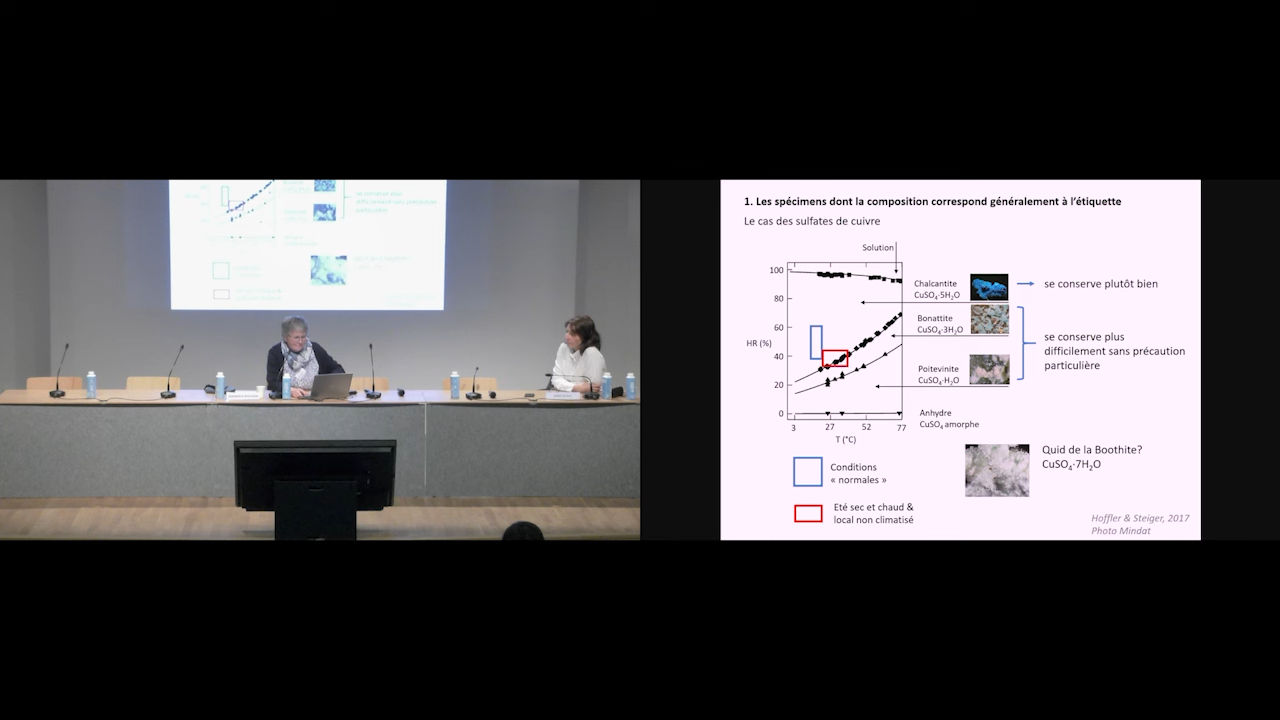 1. Les spécimens dont la composition correspond généralement à l'étiquette
Le cas des sulfates de cuivre
Solution
100
80
60
HR (%)
40
20
0
3 27 52 77
T (°C)
Chalcantite
CuSO₄·5H₂O
se conserve plutôt bien
Bonattite
CuSO₄·3H₂O
se conserve plus
difficilement sans précaution
particulière
Poitevinite
CuSO₄·H₂O
Anhydre
CuSO₄ amorphe
Quid de la Boothite?
CuSO₄·7H₂O
Conditions
« normales »
Eté sec et chaud &
local non climatisé
Hoffler & Steiger, 2017
Photo Mindat